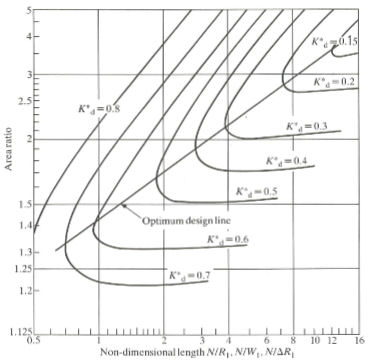 5
4
3
2.5
2
1.5
1.4
1.3
1.25
1.2
1.125
Area ratio
K*d=0.15
K*d=0.2
K*d=0.8
K*d=0.3
K*d=0.4
K*d=0.5
Optimum design line
K*d=0.6
K*d=0.7
0.5 1 2 3 4 6 8 10 12 16
Non-dimensional length N/R1, N/W1, N/ΔR1